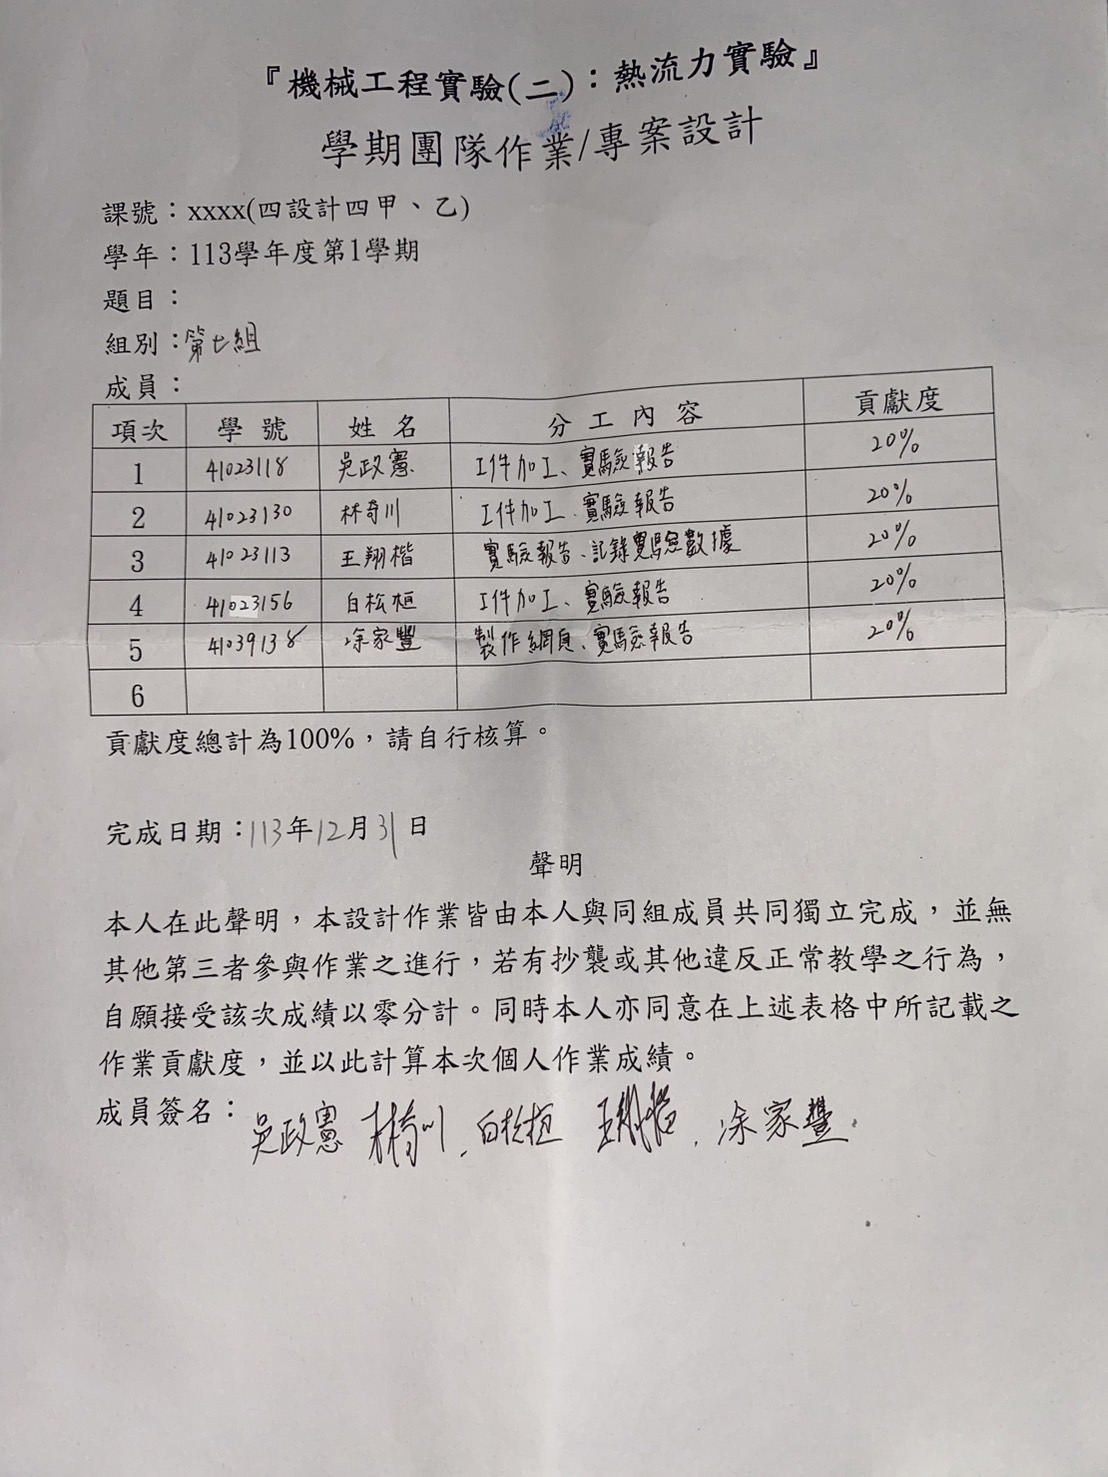 『機械工程實驗(二)：熱流力實驗』
學期團隊作業/專案設計
課號：xxxx(四設計四甲、乙)
學年：113學年度第1學期
題目：
組別：第七組
成員：
項次 學 號 姓 名 分 工 內 容 貢獻度
1 41023118 吳政憲 工件加工、實驗報告 20%
2 41023130 林奇川 工件加工、實驗報告 20%
3 41023113 王翔楷 實驗報告、記錄實驗數據 20%
4 41023156 白松桓 工件加工、實驗報告 20%
5 41039138 涂家豐 製作網頁、實驗報告 20%
6
貢獻度總計為100%，請自行核算。
完成日期：113年12月31日
聲明
本人在此聲明，本設計作業皆由本人與同組成員共同獨立完成，並無
其他第三者參與作業之進行，若有抄襲或其他違反正常教學之行為，
自願接受該次成績以零分計。同時本人亦同意在上述表格中所記載之
作業貢獻度，並以此計算本次個人作業成績。
成員簽名：吳政憲 林奇川、白松桓 王翔楷、涂家豐